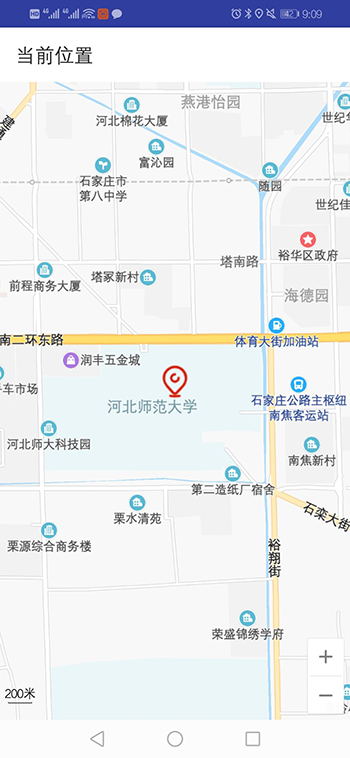 HD 4G 4G 42 9:09
当前位置
燕港怡园
河北棉花大厦
世纪
建
通
富沁园
石家庄市
第八中学
随园
世纪佳
裕华区政府
塔南路
塔冢新村
前程商务大厦
海德园
南二环东路
体育大街加油站
润丰五金城
车市场
石家庄公路主枢纽
南焦客运站
河北师范大学
河北师大科技园
南焦新村
第二造纸厂宿舍
栗水清苑
石栾大街
栗源综合商务楼
裕翔街
荣盛锦绣学府
200米
+
−